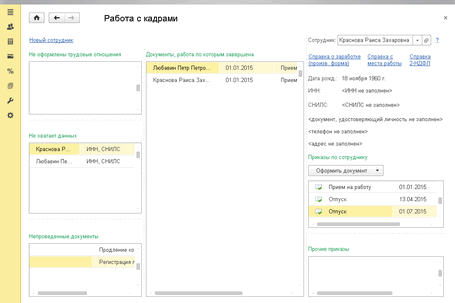 Работа с кадрами
Новый сотрудник
Не оформлены трудовые отношения
Не хватает данных
Краснова Р... ИНН, СНИЛС
Любавин Пе... ИНН, СНИЛС
Непроведенные документы
Продление ко
Регистрация п
Документы, работа по которым завершена
Любавин Петр Петро... 01.01.2015 Прием
Краснова Раиса Зах... 01.01.2015 Прием
Сотрудник: Краснова Раиса Захаровна ?
Справка о заработке (произв. форма)
Справка с места работы
Справка 2-НДФЛ
Дата рожд.: 18 ноября 1960 г.
ИНН: <ИНН не заполнен>
СНИЛС: <СНИЛС не заполнен>
<документ, удостоверяющий личность не заполнен>
<телефон не заполнен>
<адрес не заполнен>
Приказы по сотруднику
Оформить документ
Прием на работу 01.01.2015
Отпуск 13.04.2015
Отпуск 01.07.2015
Прочие приказы